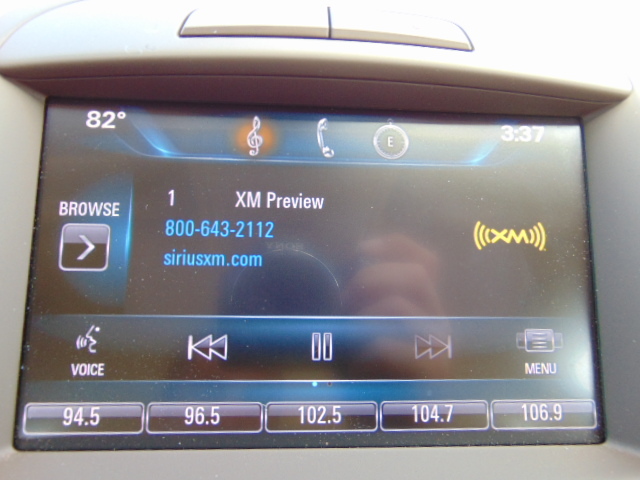 82°
E
3:37
BROWSE
1 XM Preview
800-643-2112
siriusxm.com
((XM))
VOICE
MENU
94.5 96.5 102.5 104.7 106.9